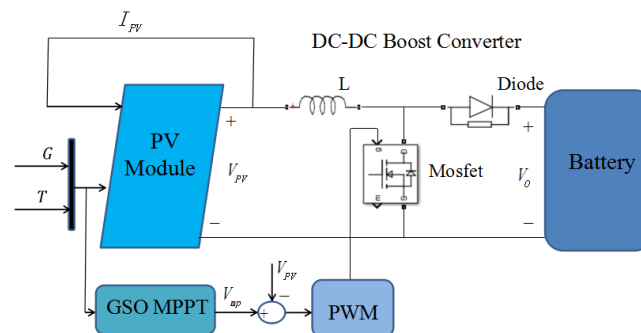 I_PV
DC-DC Boost Converter
L
Diode
+
PV
Module
G
T
V_PV
−
g
D
m
S
Mosfet
+
V_O
−
Battery
GSO MPPT
V_mp
V_PV
+
−
PWM